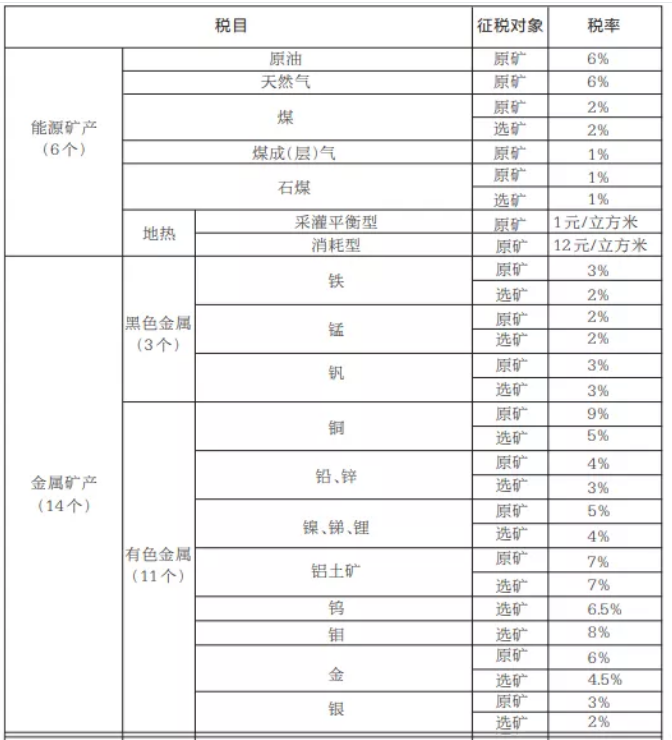 税目 征税对象 税率
能源矿产
(6个)
原油 原矿 6%
天然气 原矿 6%
煤 原矿 2%
选矿 2%
煤成(层)气 原矿 1%
石煤 原矿 1%
选矿 1%
地热 采灌平衡型 原矿 1元/立方米
消耗型 原矿 12元/立方米
金属矿产
(14个)
黑色金属
(3个)
铁 原矿 3%
选矿 2%
锰 原矿 2%
选矿 2%
钒 原矿 3%
选矿 3%
有色金属
(11个)
铜 原矿 9%
选矿 5%
铅、锌 原矿 4%
选矿 3%
镍、锑、锂 原矿 5%
选矿 4%
铝土矿 原矿 7%
选矿 7%
钨 选矿 6.5%
钼 选矿 8%
金 原矿 6%
选矿 4.5%
银 原矿 3%
选矿 2%